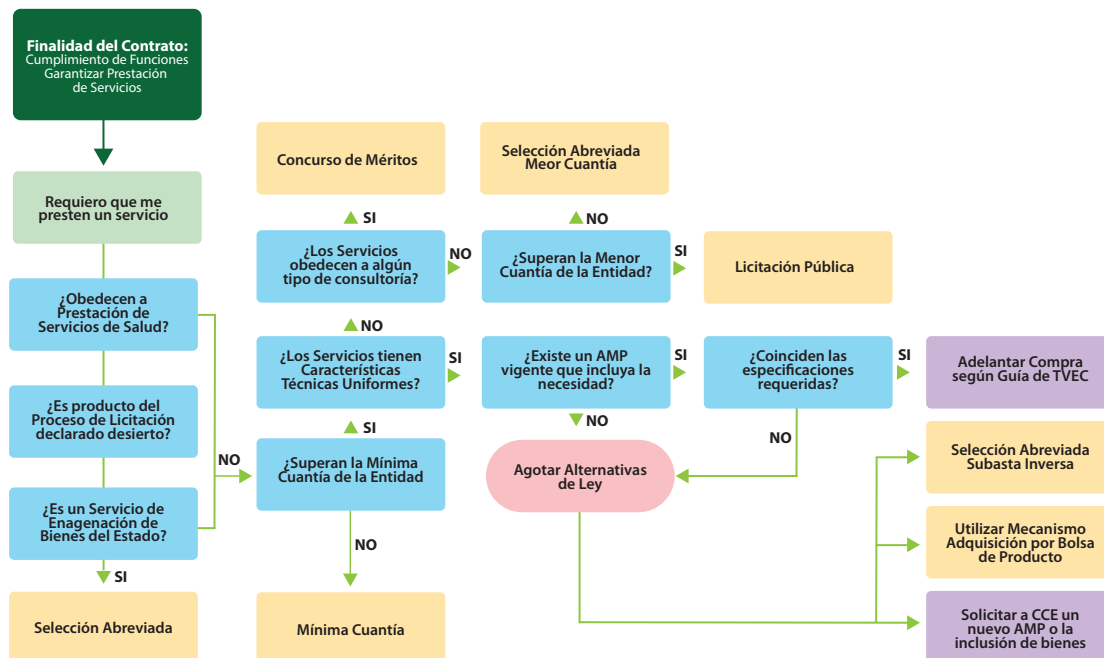 Finalidad del Contrato:
Cumplimiento de Funciones
Garantizar Prestación
de Servicios
Requiero que me
presten un servicio
¿Obedecen a
Prestación de
Servicios de Salud?
¿Es producto del
Proceso de Licitación
declarado desierto?
¿Es un Servicio de
Enagenación de
Bienes del Estado?
SI
Selección Abreviada
NO
Concurso de Méritos
SI
¿Los Servicios
obedecen a algún
tipo de consultoría?
NO
NO
¿Los Servicios tienen
Características
Técnicas Uniformes?
SI
SI
¿Superan la Mínima
Cuantía de la Entidad
NO
Mínima Cuantía
Selección Abreviada
Meor Cuantía
NO
¿Superan la Menor
Cuantía de la Entidad?
SI
Licitación Pública
¿Existe un AMP
vigente que incluya la
necesidad?
SI
NO
Agotar Alternativas
de Ley
¿Coinciden las
especificaciones
requeridas?
SI
NO
Adelantar Compra
según Guía de TVEC
Selección Abreviada
Subasta Inversa
Utilizar Mecanismo
Adquisición por Bolsa
de Producto
Solicitar a CCE un
nuevo AMP o la
inclusión de bienes